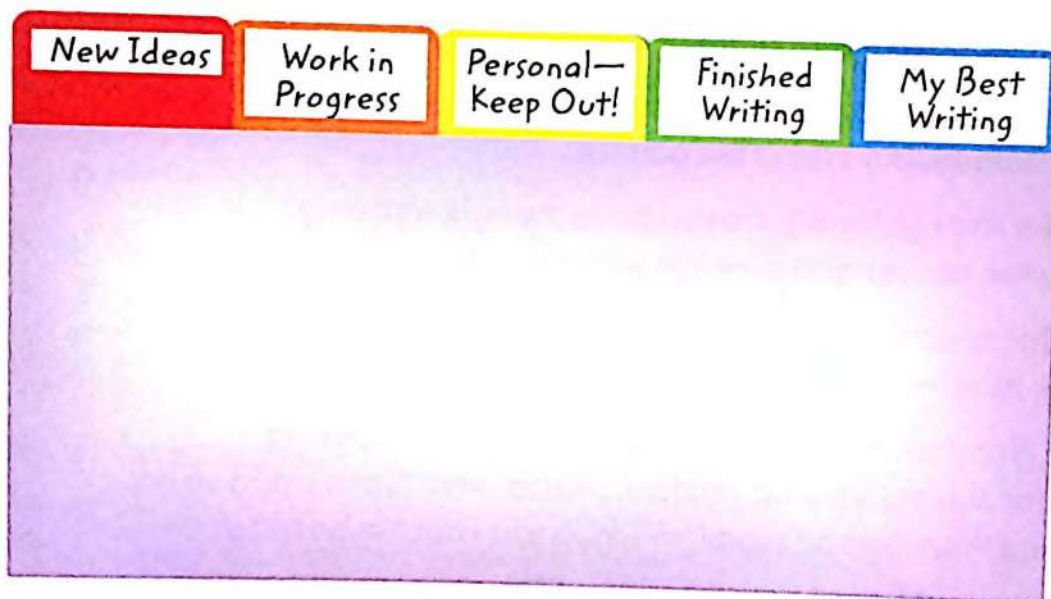 New Ideas
Work in
Progress
Personal—
Keep Out!
Finished
Writing
My Best
Writing